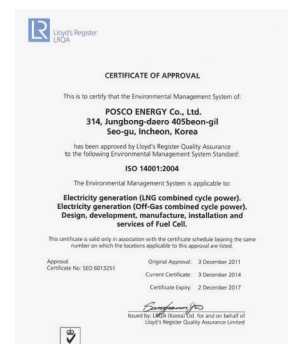 Lloyd's Register
LRQA
CERTIFICATE OF APPROVAL
This is to certify that the Environmental Management System of:
POSCO ENERGY Co., Ltd.
314, Jungbong-daero 405beon-gil
Seo-gu, Incheon, Korea
has been approved by Lloyd's Register Quality Assurance
to the following Environmental Management System Standard:
ISO 14001:2004
The Environmental Management System is applicable to:
Electricity generation (LNG combined cycle power).
Electricity generation (Off-Gas combined cycle power).
Design, development, manufacture, installation and
services of Fuel Cell.
This certificate is valid only in association with the certificate schedule bearing the same
number on which the locations applicable to this approval are listed.
Approval
Certificate No: SEO 6013251
Original Approval: 3 December 2011
Current Certificate: 3 December 2014
Certificate Expiry: 2 December 2017
Issued by: LRQA (Korea) Ltd. for and on behalf of
Lloyd's Register Quality Assurance Limited